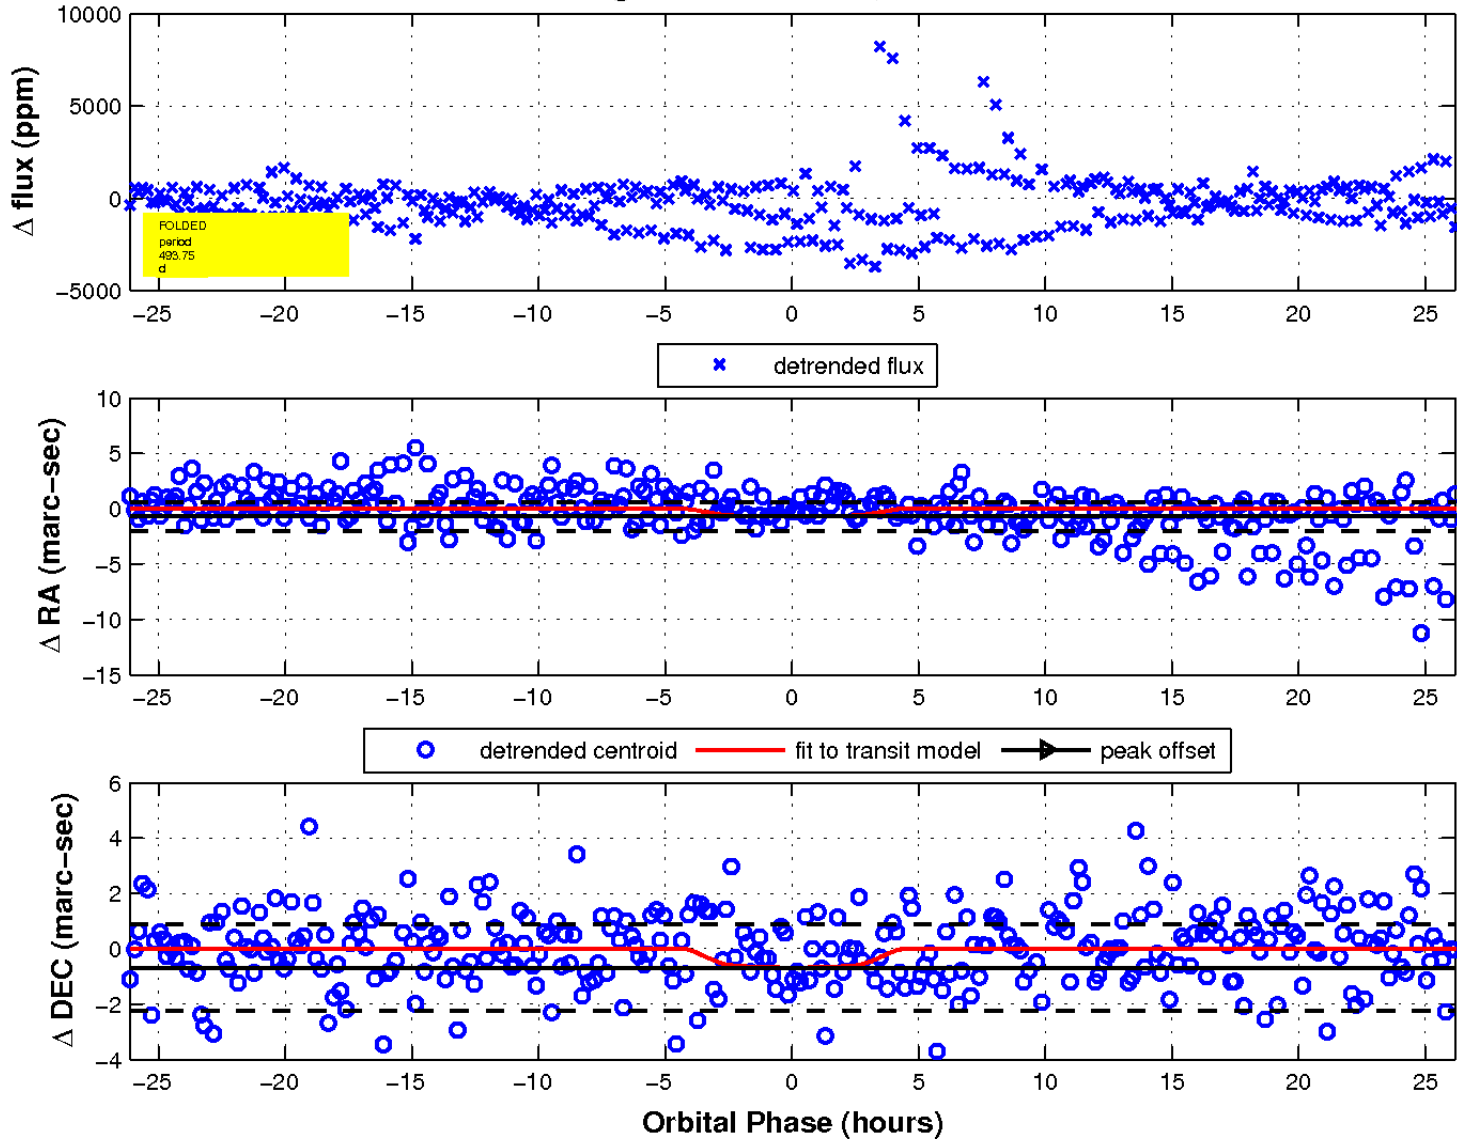 10000
5000
0
−5000
Δ flux (ppm)
FOLDED
period
493.75
d
−25 −20 −15 −10 −5 0 5 10 15 20 25
detrended flux
10
5
0
−5
−10
−15
Δ RA (marc−sec)
−25 −20 −15 −10 −5 0 5 10 15 20 25
detrended centroid fit to transit model peak offset
6
4
2
0
−2
−4
Δ DEC (marc−sec)
−25 −20 −15 −10 −5 0 5 10 15 20 25
Orbital Phase (hours)